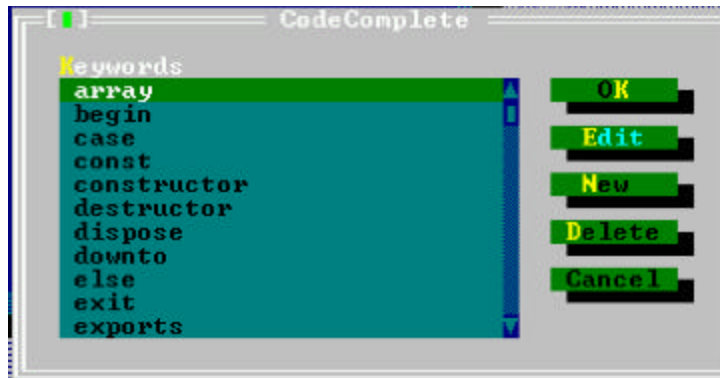 CodeComplete
Keywords
array
begin
case
const
constructor
destructor
dispose
downto
else
exit
exports
OK
Edit
New
Delete
Cancel